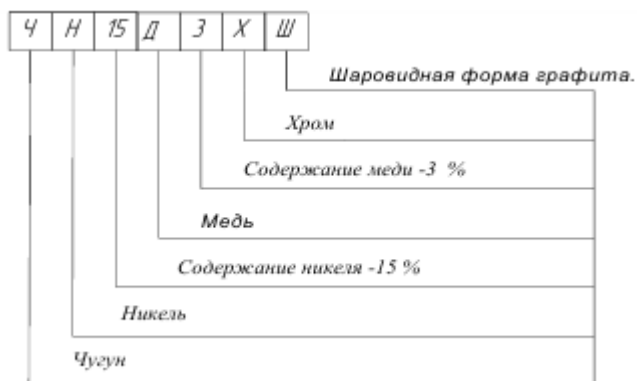 Ч Н 15 Д 3 Х Ш
Шаровидная форма графита.
Хром
Содержание меди -3 %
Медь
Содержание никеля -15 %
Никель
Чугун